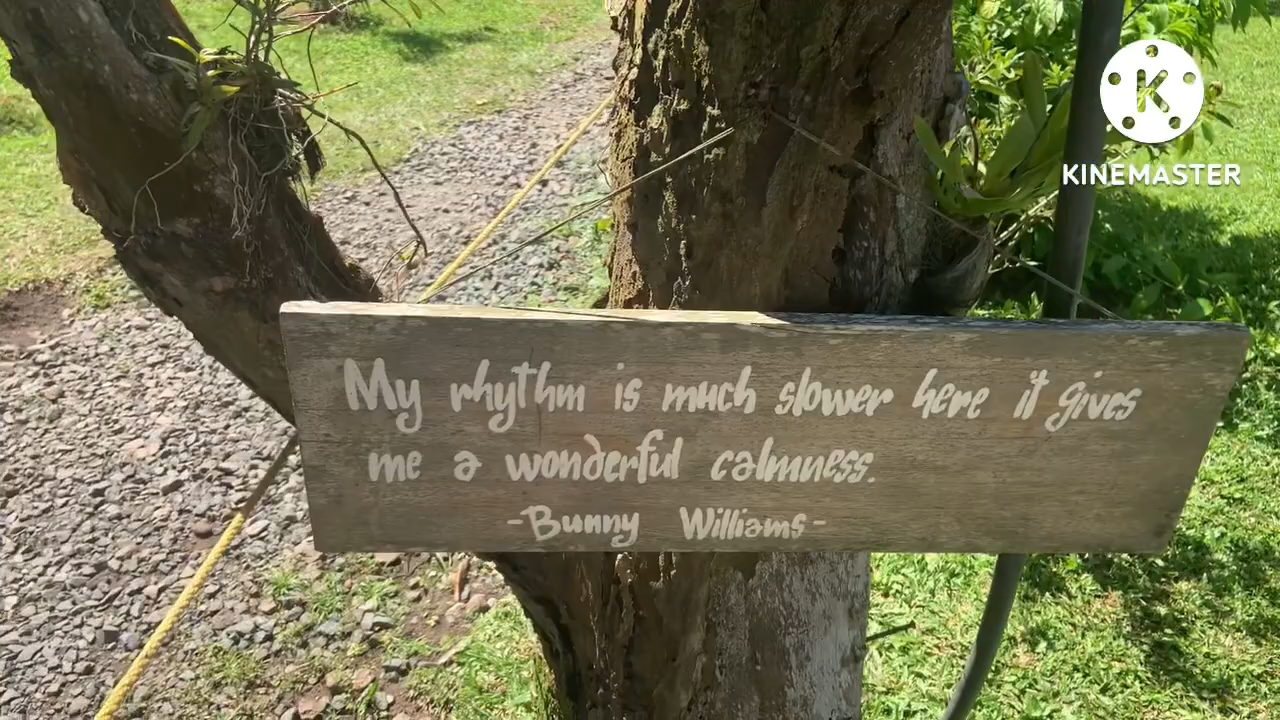 K
KINEMASTER
My rhythm is much slower here it gives
me a wonderful calmness.
-Bunny Williams-